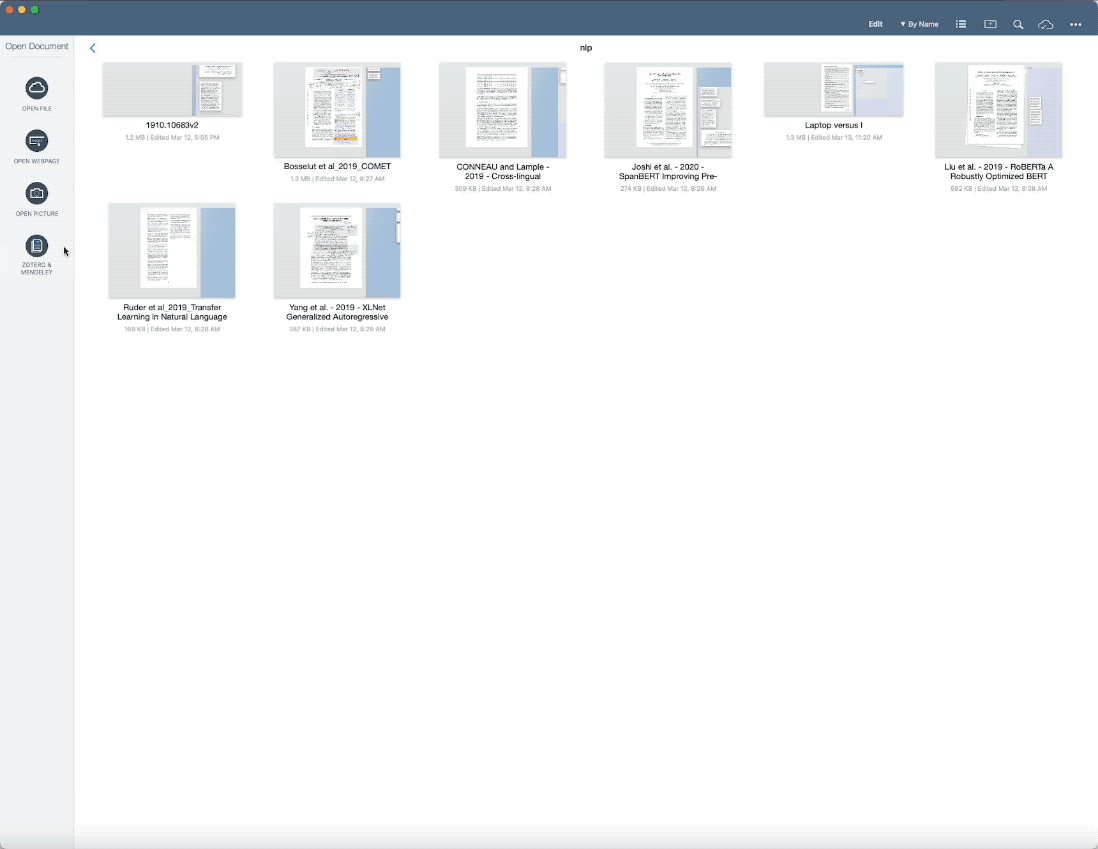 Edit
▼ By Name
Open Document
nlp
OPEN FILE
OPEN WEBPAGE
OPEN PICTURE
ZOTERO &
MENDELEY
1910.10683v2
1.2 MB | Edited Mar 12, 5:55 PM
Bosselut et al_2019_COMET
1.3 MB | Edited Mar 12, 8:27 AM
CONNEAU and Lample -
2019 - Cross-lingual
309 KB | Edited Mar 12, 8:28 AM
Joshi et al. - 2020 -
SpanBERT Improving Pre-
274 KB | Edited Mar 12, 8:28 AM
Laptop versus l
1.3 MB | Edited Mar 13, 11:20 AM
Liu et al. - 2019 - RoBERTa A
Robustly Optimized BERT
692 KB | Edited Mar 12, 8:28 AM
Ruder et al_2019_Transfer
Learning in Natural Language
169 KB | Edited Mar 12, 8:28 AM
Yang et al. - 2019 - XLNet
Generalized Autoregressive
387 KB | Edited Mar 12, 8:29 AM